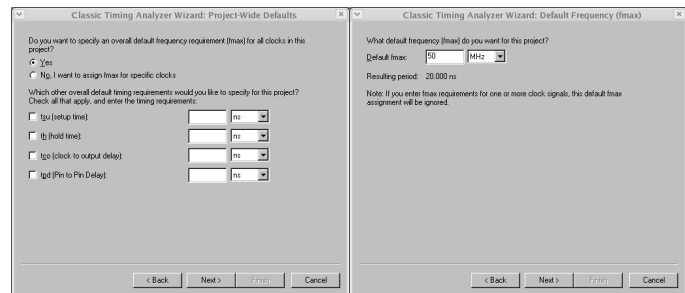 Classic Timing Analyzer Wizard: Project-Wide Defaults
Do you want to specify an overall default frequency requirement (fmax) for all clocks in this
project?
Yes
No, I want to assign fmax for specific clocks
Which other overall default timing requirements would you like to specify for this project?
Check all that apply, and enter the timing requirements:
tsu (setup time):
ns
th (hold time):
ns
tco (clock to output delay):
ns
tpd (Pin to Pin Delay):
ns
< Back
Next >
Finish
Cancel
Classic Timing Analyzer Wizard: Default Frequency (fmax)
What default frequency (fmax) do you want for this project?
Default fmax:
50
MHz
Resulting period: 20.000 ns
Note: If you enter fmax requirements for one or more clock signals, this default fmax
assignment will be ignored.
< Back
Next >
Finish
Cancel